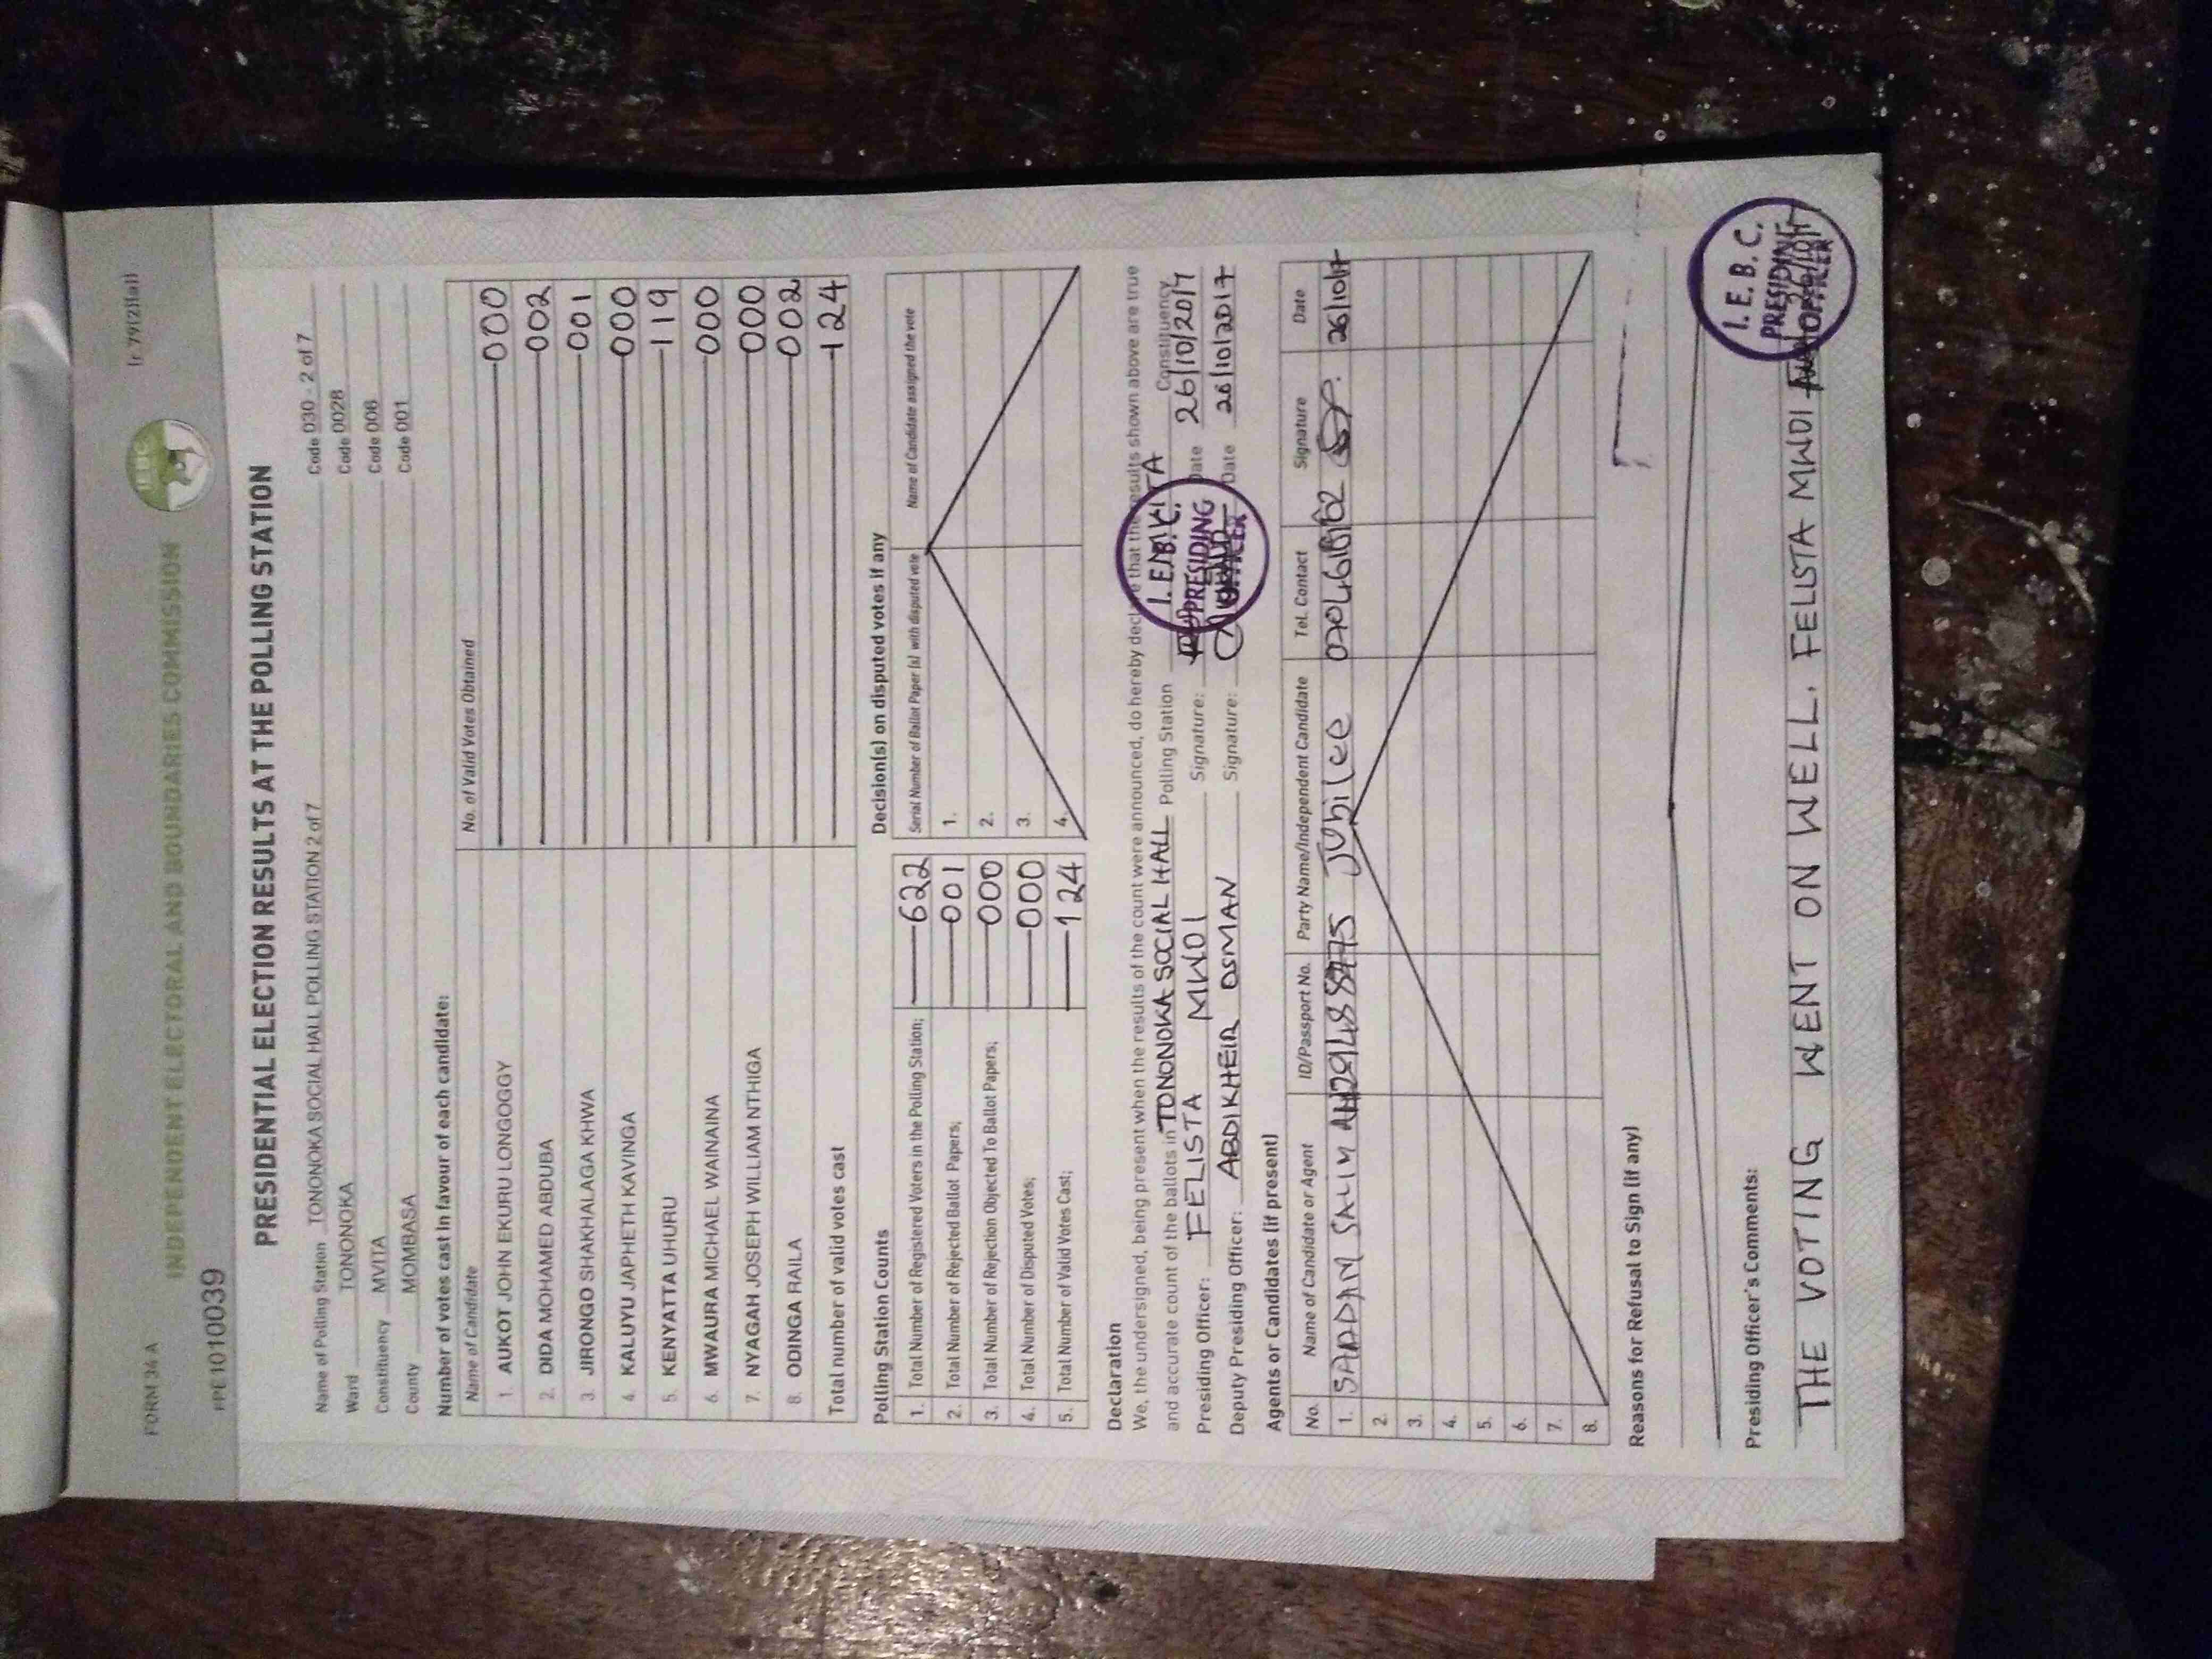 FORM 34 A
(r. 79(2)(a))
IEBC
INDEPENDENT ELECTORAL AND BOUNDARIES COMMISSION
PPE 1010039
PRESIDENTIAL ELECTION RESULTS AT THE POLLING STATION
Name of Polling Station TONONOKA SOCIAL HALL POLLING STATION 2 of 7 Code 030 - 2 of 7
Ward TONONOKA Code 0028
Constituency MVITA Code 006
County MOMBASA Code 001
Number of votes cast in favour of each candidate:
Name of Candidate No. of Valid Votes Obtained
1. AUKOT JOHN EKURU LONGOGGY 000
2. DIDA MOHAMED ABDUBA 002
3. JIRONGO SHAKHALAGA KHWA 001
4. KALUYU JAPHETH KAVINGA 000
5. KENYATTA UHURU 119
6. MWAURA MICHAEL WAINAINA 000
7. NYAGAH JOSEPH WILLIAM NTHIGA 000
8. ODINGA RAILA 002
Total number of valid votes cast 124
Polling Station Counts
1. Total Number of Registered Voters in the Polling Station; 622
2. Total Number of Rejected Ballot Papers; 001
3. Total Number of Rejection Objected To Ballot Papers; 000
4. Total Number of Disputed Votes; 000
5. Total Number of Valid Votes Cast; 124
Decision(s) on disputed votes if any
Serial Number of Ballot Paper (s) with disputed vote Name of Candidate assigned the vote
1.
2.
3.
4.
Declaration
We, the undersigned, being present when the results of the count were announced, do hereby declare that the results shown above are true
and accurate count of the ballots in TONONOKA SOCIAL HALL Polling Station MVITA Constituency
Presiding Officer: FELISTA MWDI Signature: Date 26/10/2017
Deputy Presiding Officer: ABDIKHEIR OSMAN Signature: Date 26/10/2017
I. E. B. C.
PRESIDING
OFFICER
Agents or Candidates (if present)
No. Name of Candidate or Agent ID/Passport No. Party Name/Independent Candidate Tel. Contact Signature Date
1. SAADAM SALIM Jubilee 26/10/17
2.
3.
4.
5.
6.
7.
8.
Reasons for Refusal to Sign (if any)
Presiding Officer's Comments:
THE VOTING WENT ON WELL. FELISTA MWDI
I. E. B. C.
PRESIDING
OFFICER